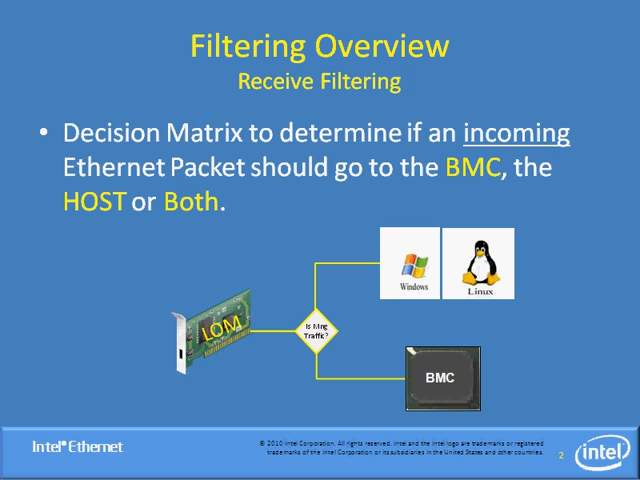 Filtering Overview
Receive Filtering
• Decision Matrix to determine if an incoming
Ethernet Packet should go to the BMC, the
HOST or Both.
Windows
Linux
LOM
Is Mng
Traffic?
BMC
Intel® Ethernet
© 2010 Intel Corporation. All rights reserved. Intel and the Intel logo are trademarks or registered
trademarks of the Intel Corporation or its subsidiaries in the United States and other countries.
2
intel